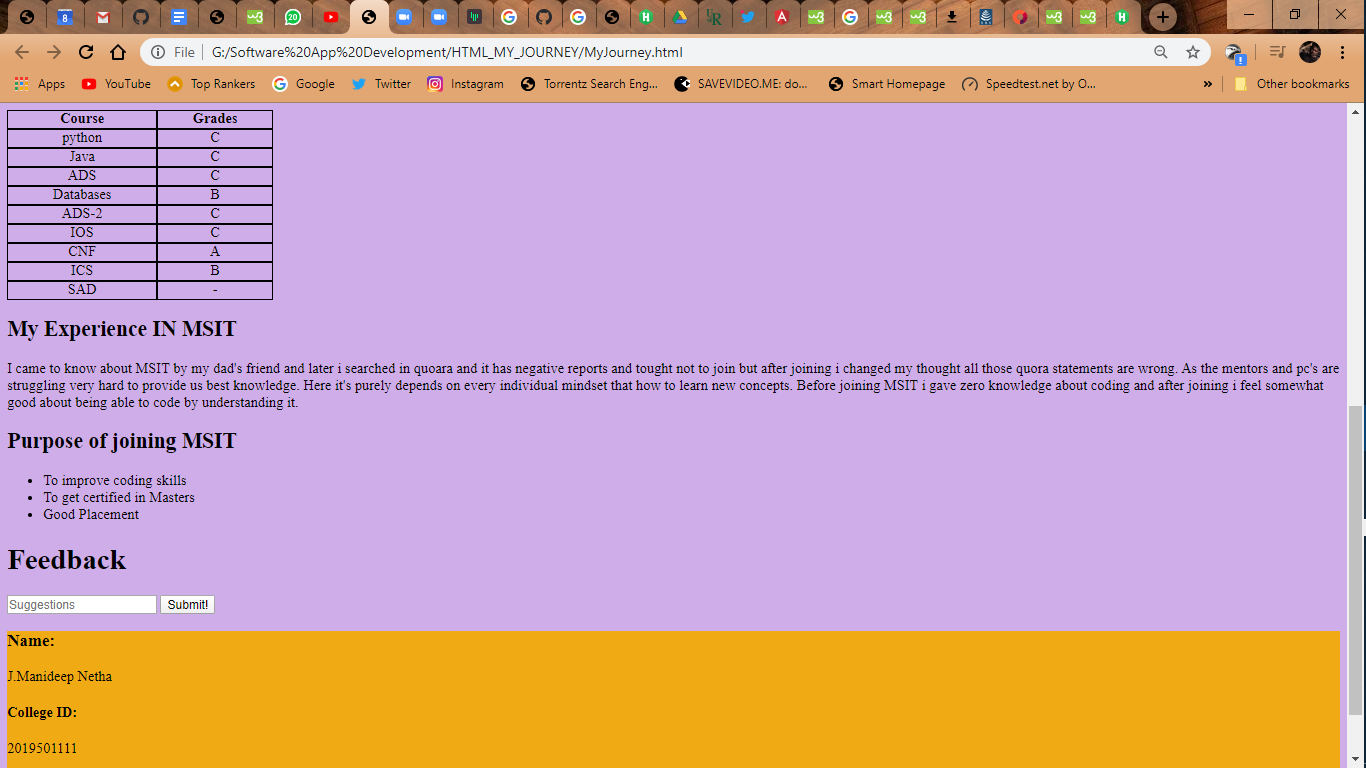 20
File
G:/Software%20App%20Development/HTML_MY_JOURNEY/MyJourney.html
Apps YouTube Top Rankers Google Twitter Instagram Torrentz Search Eng... SAVEVIDEO.ME: do... Smart Homepage Speedtest.net by O... » Other bookmarks
Course Grades
python C
Java C
ADS C
Databases B
ADS-2 C
IOS C
CNF A
ICS B
SAD -
My Experience IN MSIT
I came to know about MSIT by my dad's friend and later i searched in quoara and it has negative reports and tought not to join but after joining i changed my thought all those quora statements are wrong. As the mentors and pc's are
struggling very hard to provide us best knowledge. Here it's purely depends on every individual mindset that how to learn new concepts. Before joining MSIT i gave zero knowledge about coding and after joining i feel somewhat
good about being able to code by understanding it.
Purpose of joining MSIT
• To improve coding skills
• To get certified in Masters
• Good Placement
Feedback
Suggestions Submit!
Name:
J.Manideep Netha
College ID:
2019501111